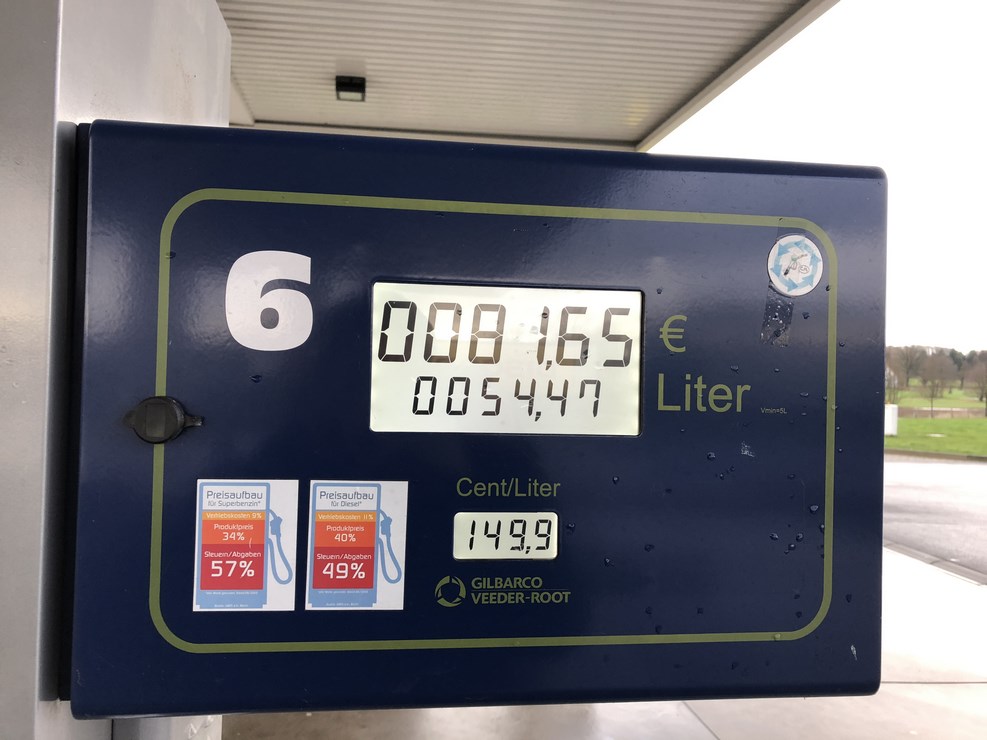 6
0081,65 €
0054,47 Liter
Vmin=5L
Cent/Liter
149,9
GILBARCO
VEEDER-ROOT
Preisaufbau
für Superbenzin*
Vertriebskosten 9%
Produktpreis
34%
Steuern/Abgaben
57%
Preisaufbau
für Diesel*
Vertriebskosten 11%
Produktpreis
40%
Steuern/Abgaben
49%